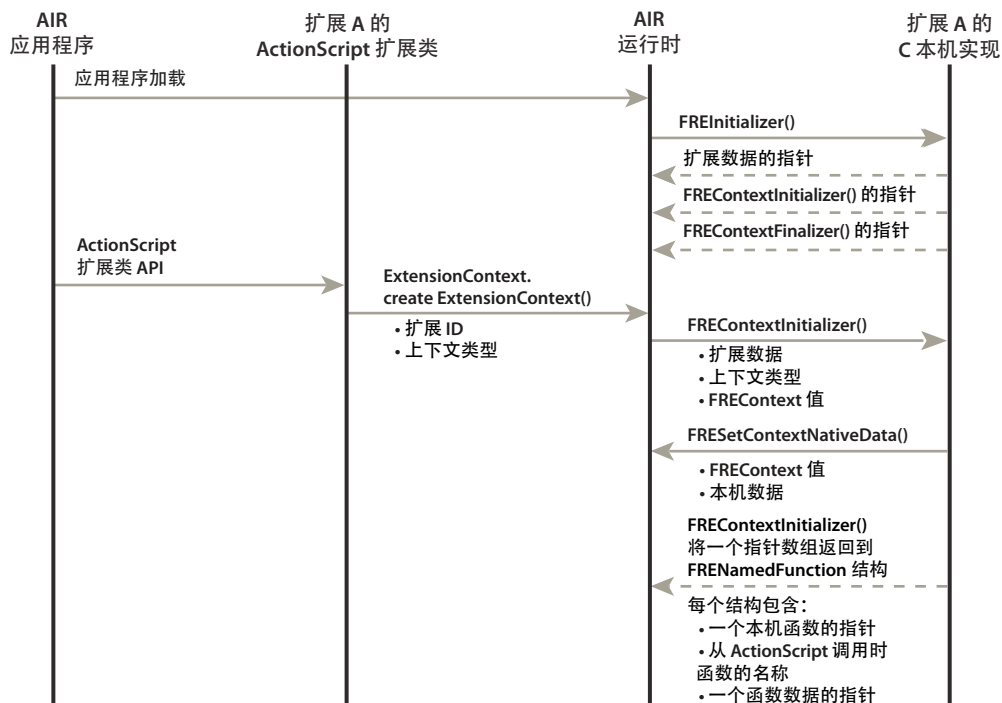 AIR
应用程序
扩展 A 的
ActionScript 扩展类
AIR
运行时
扩展 A 的
C 本机实现
应用程序加载
FREInitializer()
扩展数据的指针
FREContextInitializer() 的指针
FREContextFinalizer() 的指针
ActionScript
扩展类 API
ExtensionContext.
create ExtensionContext()
• 扩展 ID
• 上下文类型
FREContextInitializer()
• 扩展数据
• 上下文类型
• FREContext 值
FRESetContextNativeData()
• FREContext 值
• 本机数据
FREContextInitializer()
将一个指针数组返回到
FRENamedFunction 结构
每个结构包含：
• 一个本机函数的指针
• 从 ActionScript 调用时
函数的名称
• 一个函数数据的指针